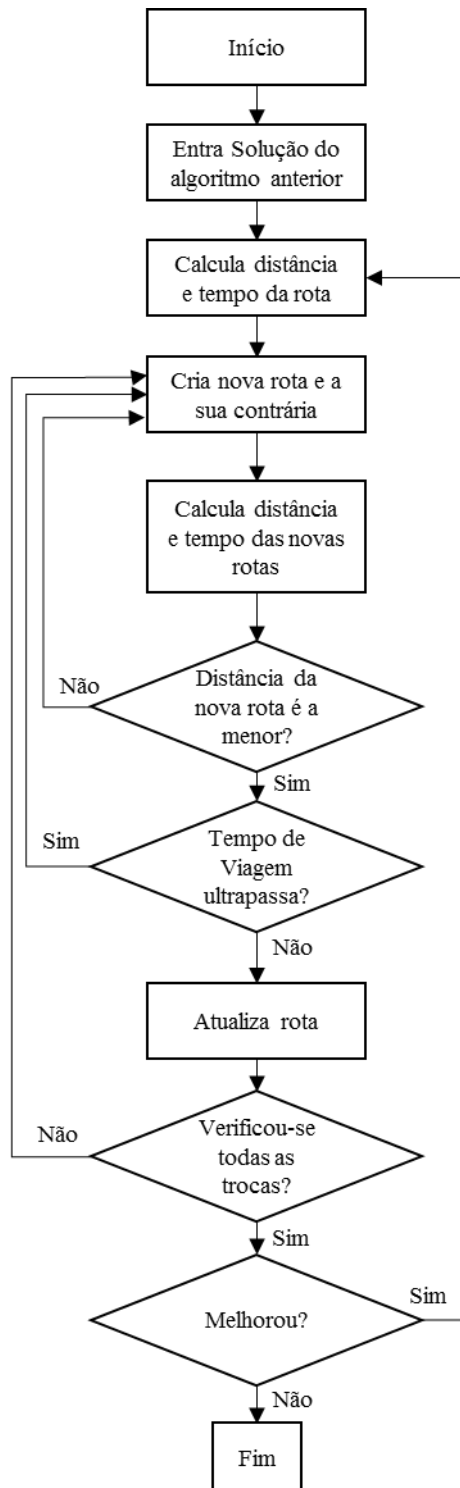 Início
Entra Solução do
algoritmo anterior
Calcula distância
e tempo da rota
Cria nova rota e a
sua contrária
Calcula distância
e tempo das novas
rotas
Não
Distância da
nova rota é a
menor?
Sim
Sim
Tempo de
Viagem
ultrapassa?
Não
Atualiza rota
Não
Verificou-se
todas as
trocas?
Sim
Melhorou?
Sim
Não
Fim